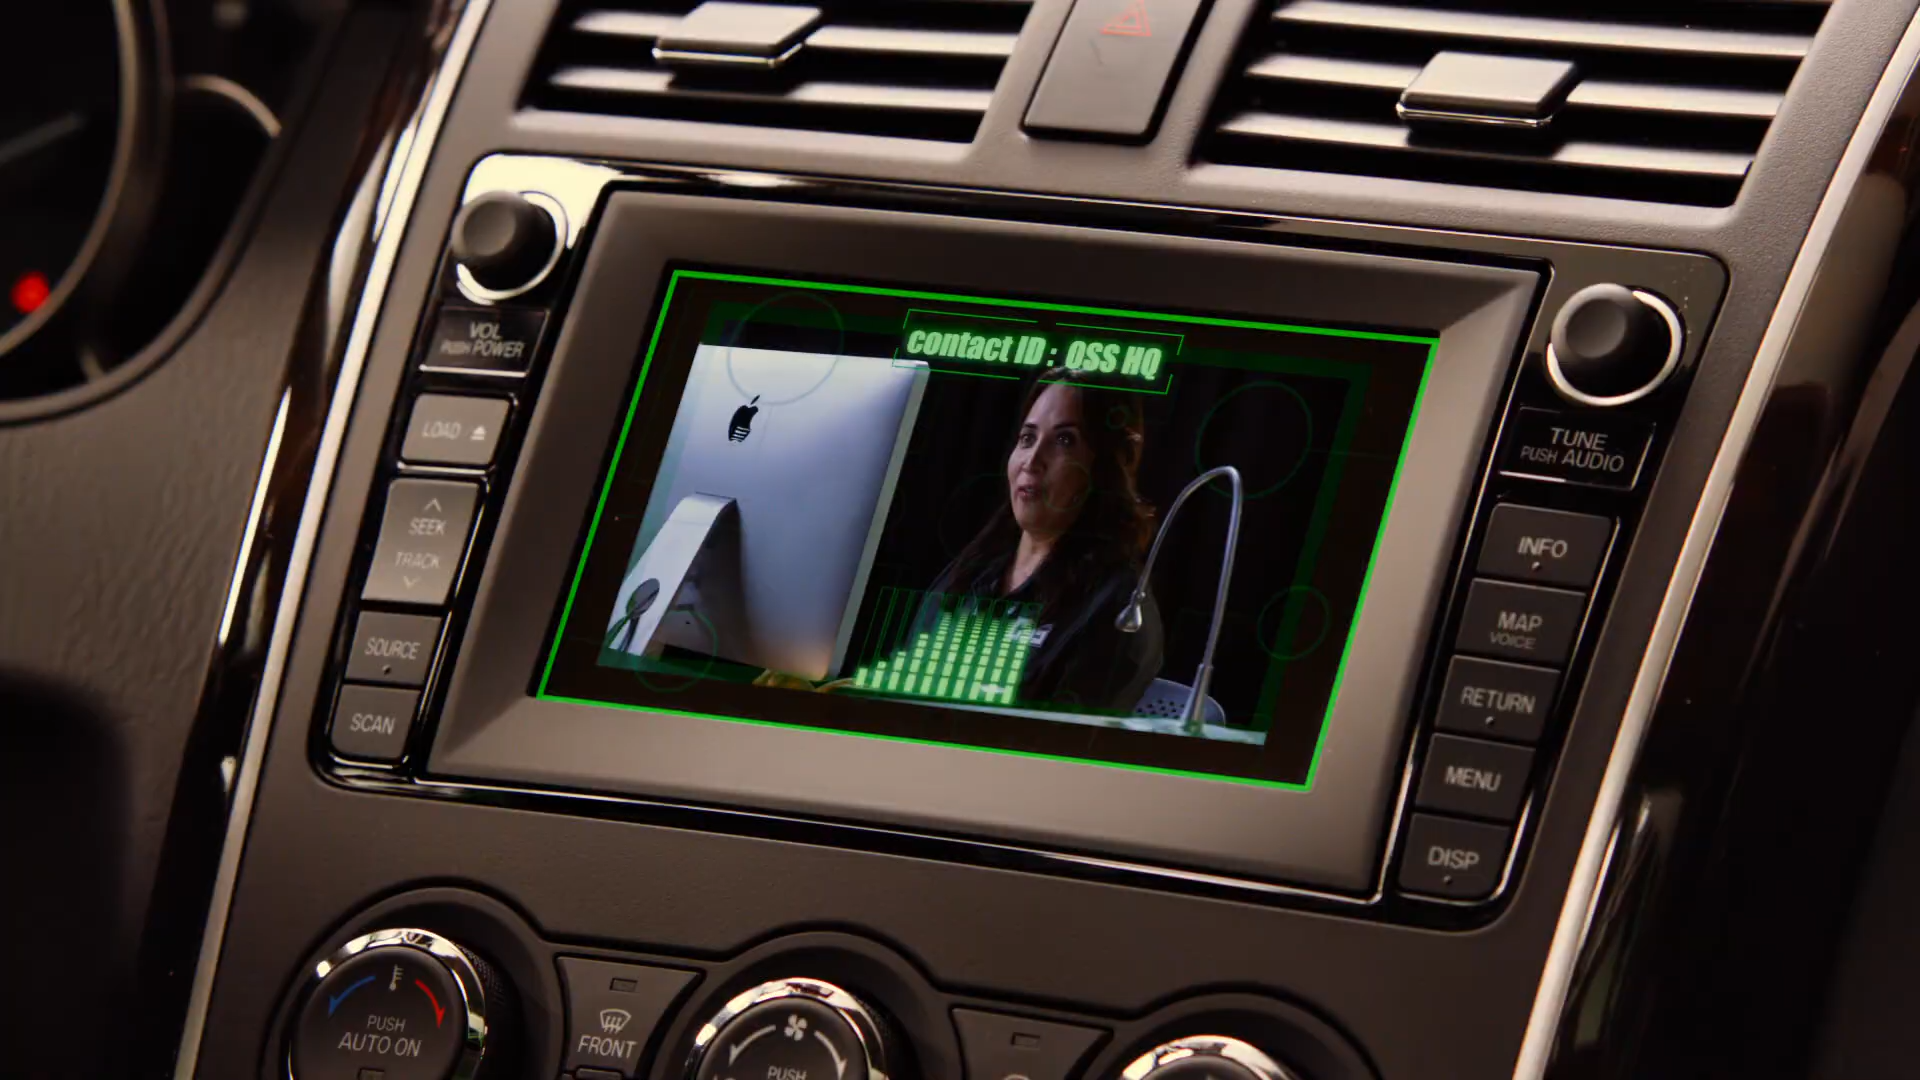 Contact ID : OSS HQ
VOL
PUSH POWER
LOAD
SEEK
TRACK
SOURCE
SCAN
TUNE
PUSH AUDIO
INFO
MAP
VOICE
RETURN
MENU
DISP
PUSH
AUTO ON
FRONT
PUSH